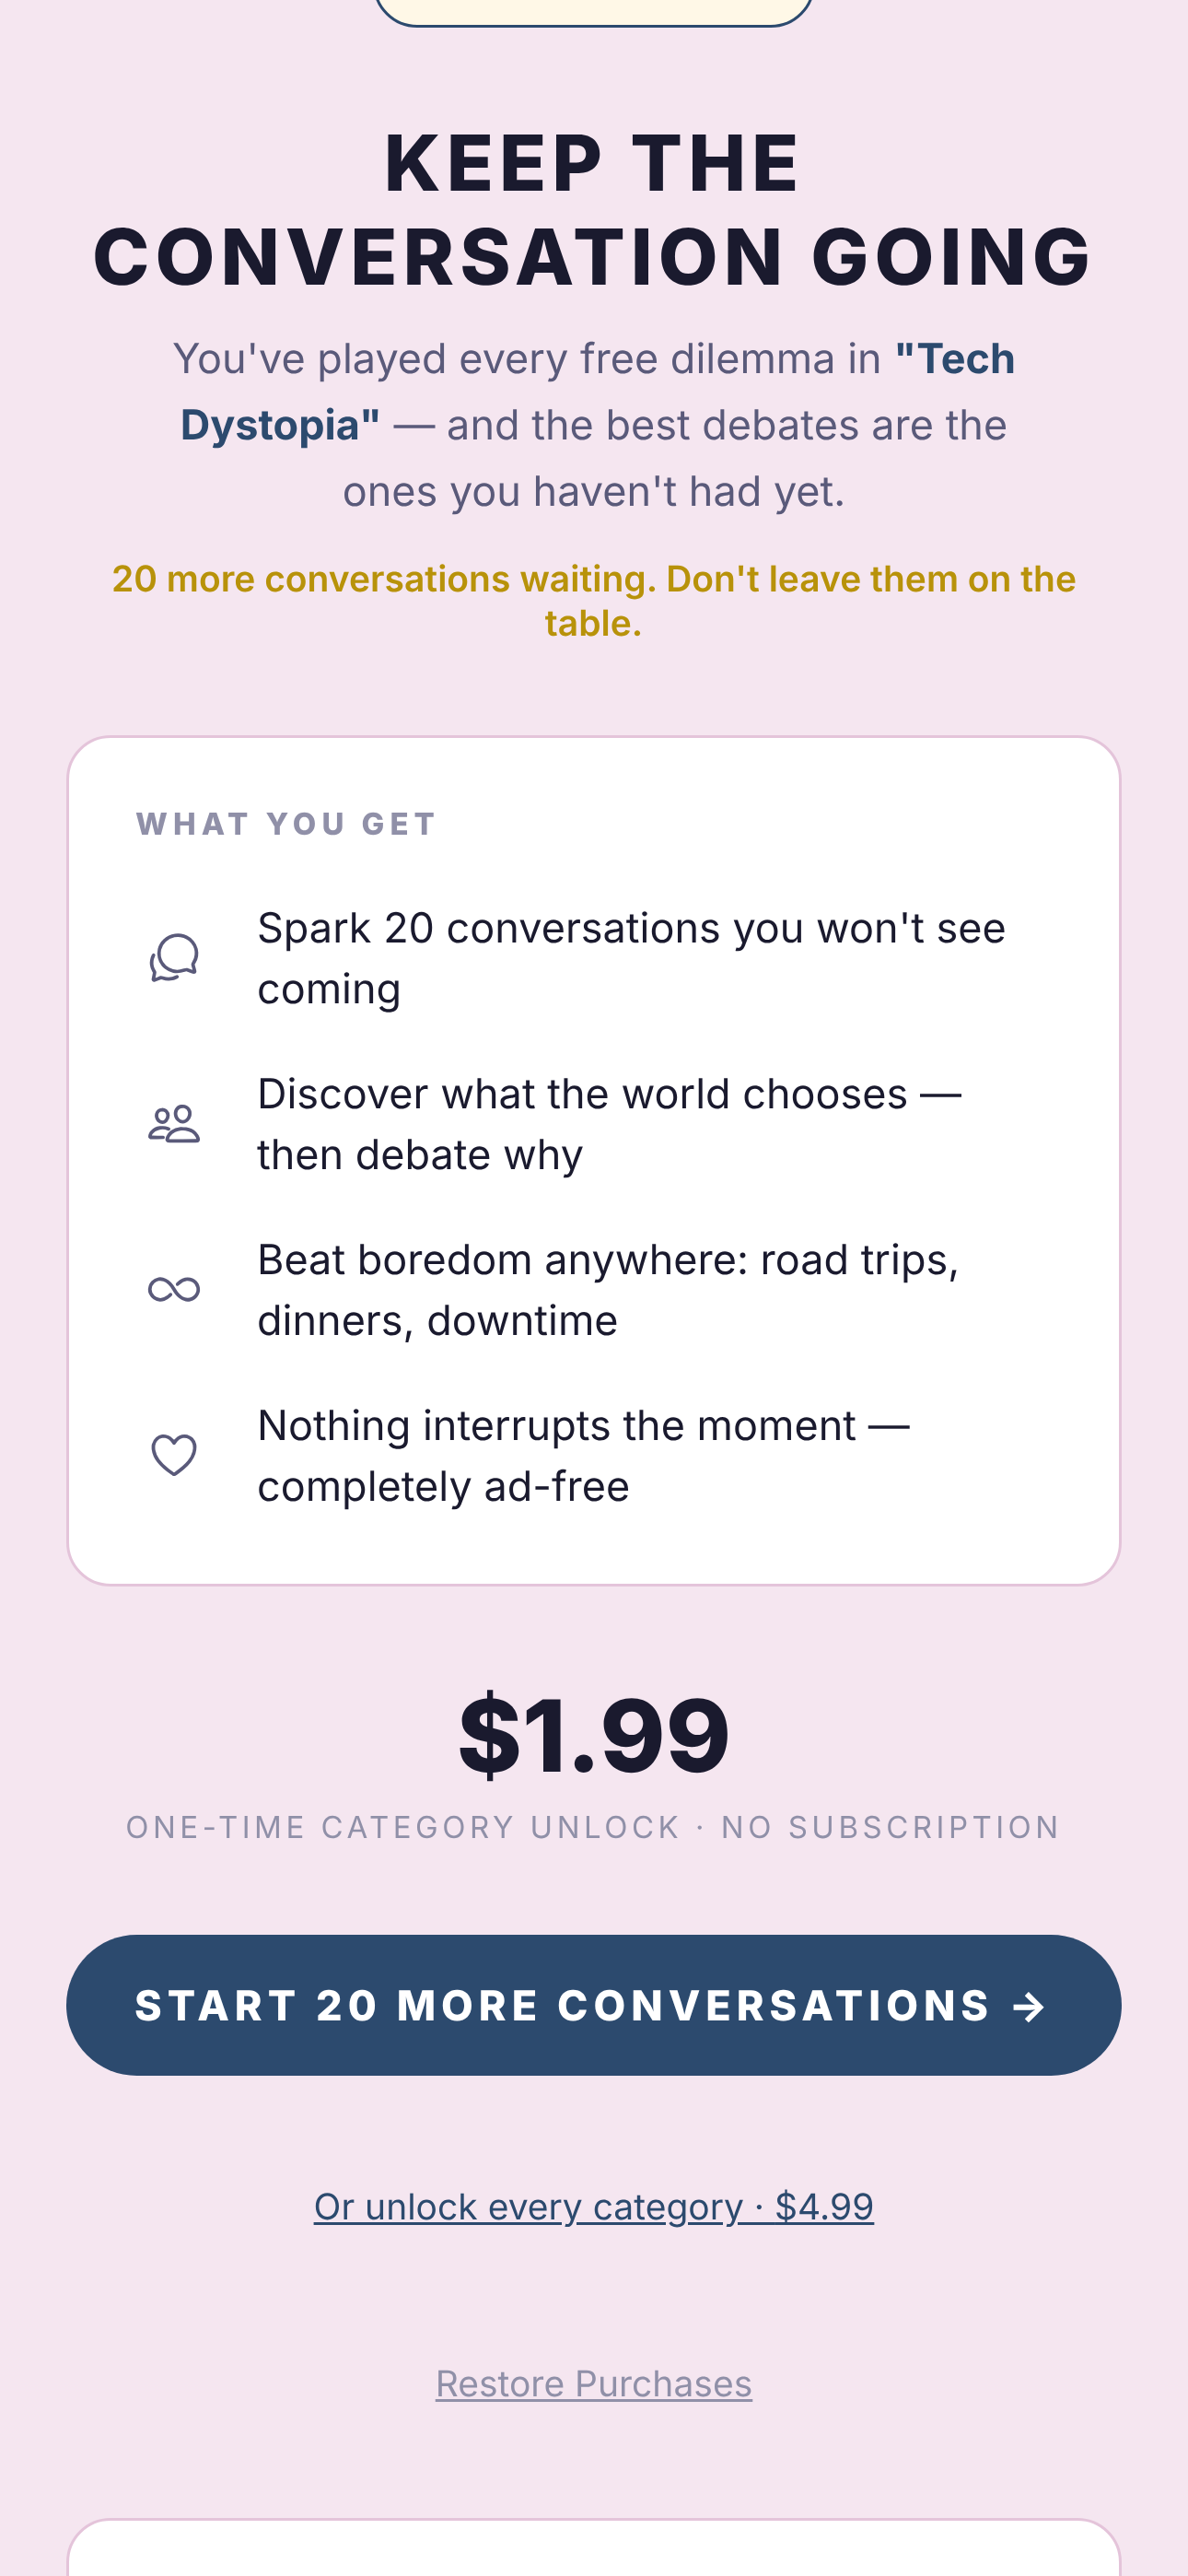 KEEP THE
CONVERSATION GOING
You've played every free dilemma in "Tech
Dystopia" — and the best debates are the
ones you haven't had yet.
20 more conversations waiting. Don't leave them on the
table.
WHAT YOU GET
Spark 20 conversations you won't see
coming
Discover what the world chooses —
then debate why
Beat boredom anywhere: road trips,
dinners, downtime
Nothing interrupts the moment —
completely ad-free
$1.99
ONE-TIME CATEGORY UNLOCK · NO SUBSCRIPTION
START 20 MORE CONVERSATIONS →
Or unlock every category · $4.99
Restore Purchases